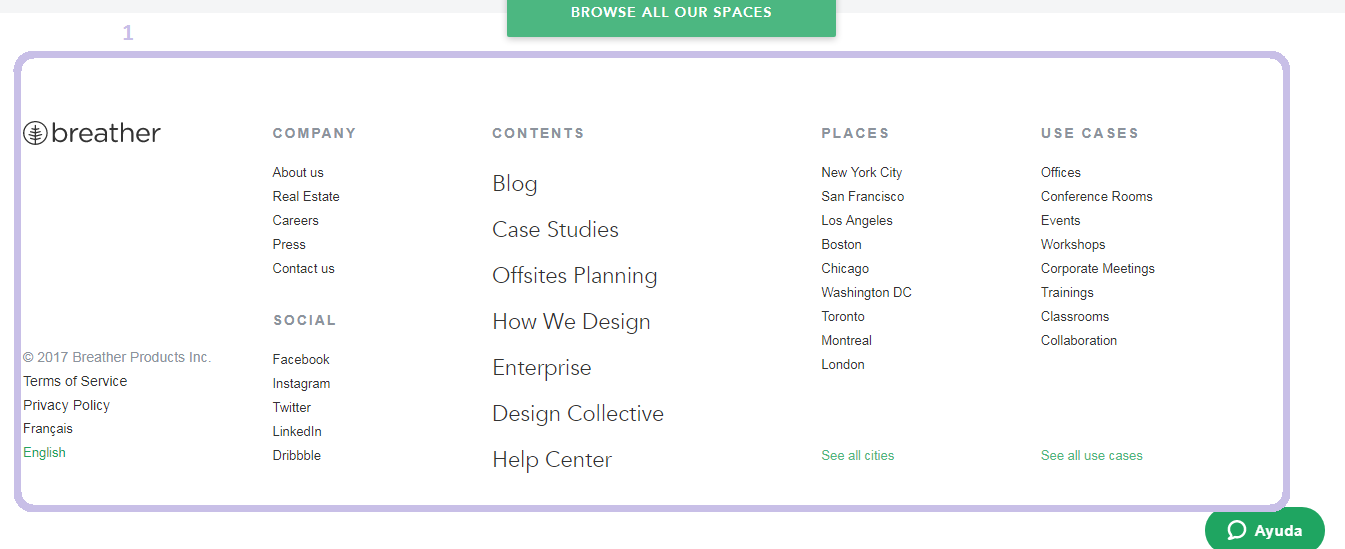 BROWSE ALL OUR SPACES
1
breather
© 2017 Breather Products Inc.
Terms of Service
Privacy Policy
Français
English
COMPANY
About us
Real Estate
Careers
Press
Contact us
SOCIAL
Facebook
Instagram
Twitter
LinkedIn
Dribbble
CONTENTS
Blog
Case Studies
Offsites Planning
How We Design
Enterprise
Design Collective
Help Center
PLACES
New York City
San Francisco
Los Angeles
Boston
Chicago
Washington DC
Toronto
Montreal
London
See all cities
USE CASES
Offices
Conference Rooms
Events
Workshops
Corporate Meetings
Trainings
Classrooms
Collaboration
See all use cases
Ayuda